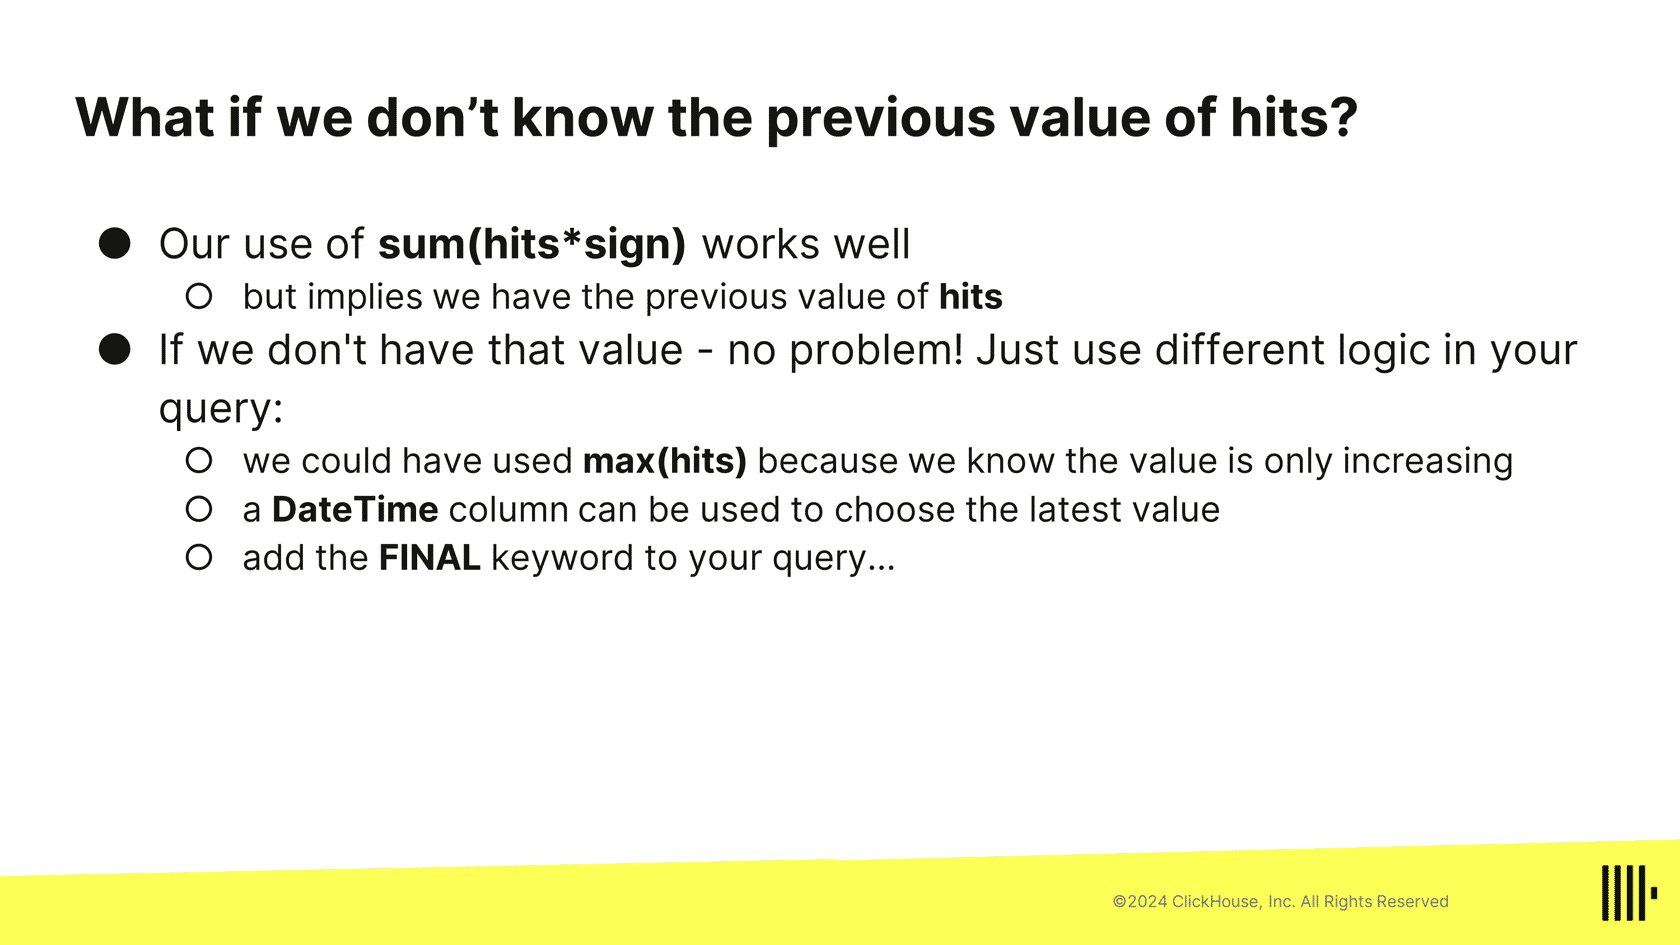 What if we don’t know the previous value of hits?
● Our use of sum(hits*sign) works well
○ but implies we have the previous value of hits
● If we don't have that value - no problem! Just use different logic in your
query:
○ we could have used max(hits) because we know the value is only increasing
○ a DateTime column can be used to choose the latest value
○ add the FINAL keyword to your query...
©2024 ClickHouse, Inc. All Rights Reserved